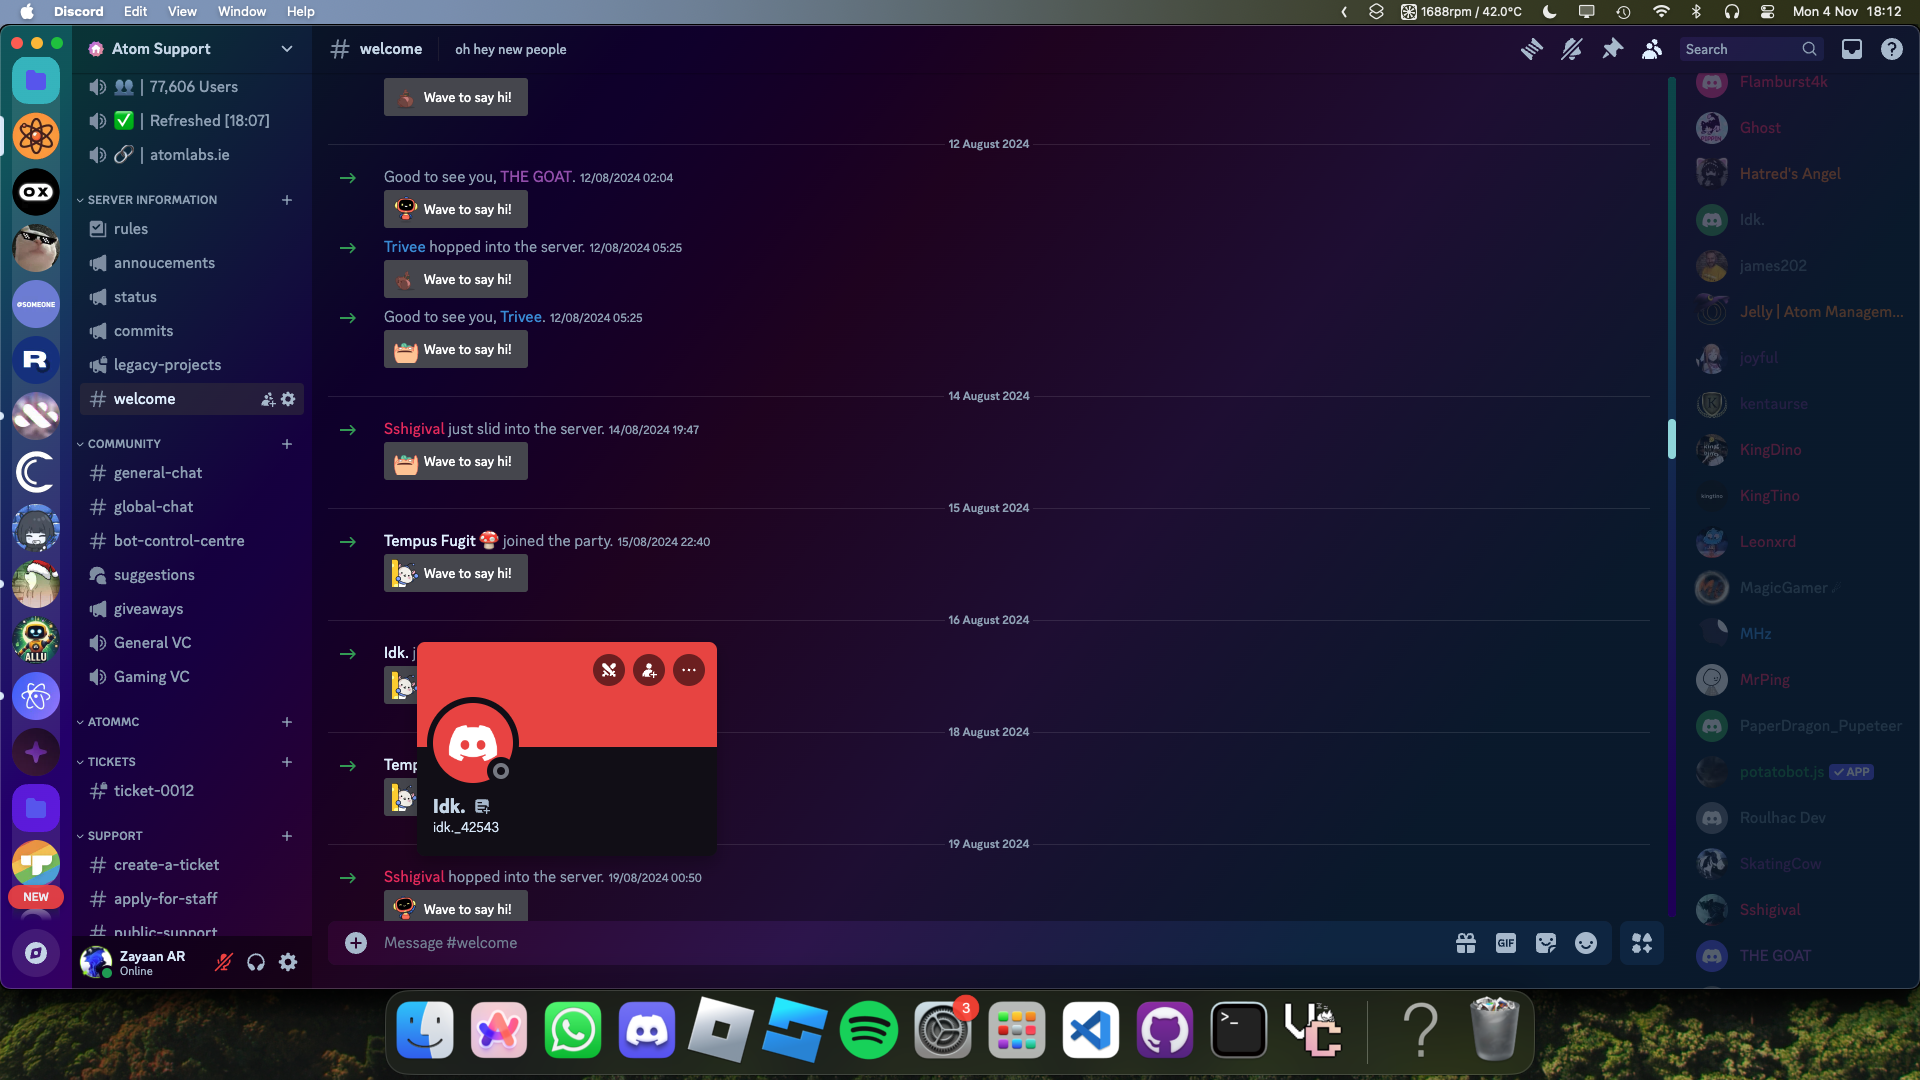 Discord Edit View Window Help
1688rpm / 42.0°C
Mon 4 Nov 18:12
Atom Support
# welcome oh hey new people
Search
| 77,606 Users
| Refreshed [18:07]
| atomlabs.ie
SERVER INFORMATION
rules
annoucements
status
commits
legacy-projects
welcome
COMMUNITY
general-chat
global-chat
bot-control-centre
suggestions
giveaways
General VC
Gaming VC
ATOMMC
TICKETS
ticket-0012
SUPPORT
create-a-ticket
apply-for-staff
public-support
OX
@SOMEONE
R
ALLU
NEW
Zayaan AR
Online
Wave to say hi!
12 August 2024
Good to see you, THE GOAT. 12/08/2024 02:04
Wave to say hi!
Trivee hopped into the server. 12/08/2024 05:25
Wave to say hi!
Good to see you, Trivee. 12/08/2024 05:25
Wave to say hi!
14 August 2024
Sshigival just slid into the server. 14/08/2024 19:47
Wave to say hi!
15 August 2024
Tempus Fugit joined the party. 15/08/2024 22:40
Wave to say hi!
16 August 2024
Idk. j
18 August 2024
Temp
Idk.
idk._42543
19 August 2024
Sshigival hopped into the server. 19/08/2024 00:50
Wave to say hi!
Message #welcome
GIF
Flamburst4k
Ghost
Hatred's Angel
Idk.
james202
Jelly | Atom Managem...
joyful
kentaurse
KingDino
KingTino
Leonxrd
MagicGamer
MHz
MrPing
PaperDragon_Pupeteer
potatobot.js APP
Roulhac Dev
SkatingCow
Sshigival
THE GOAT
3